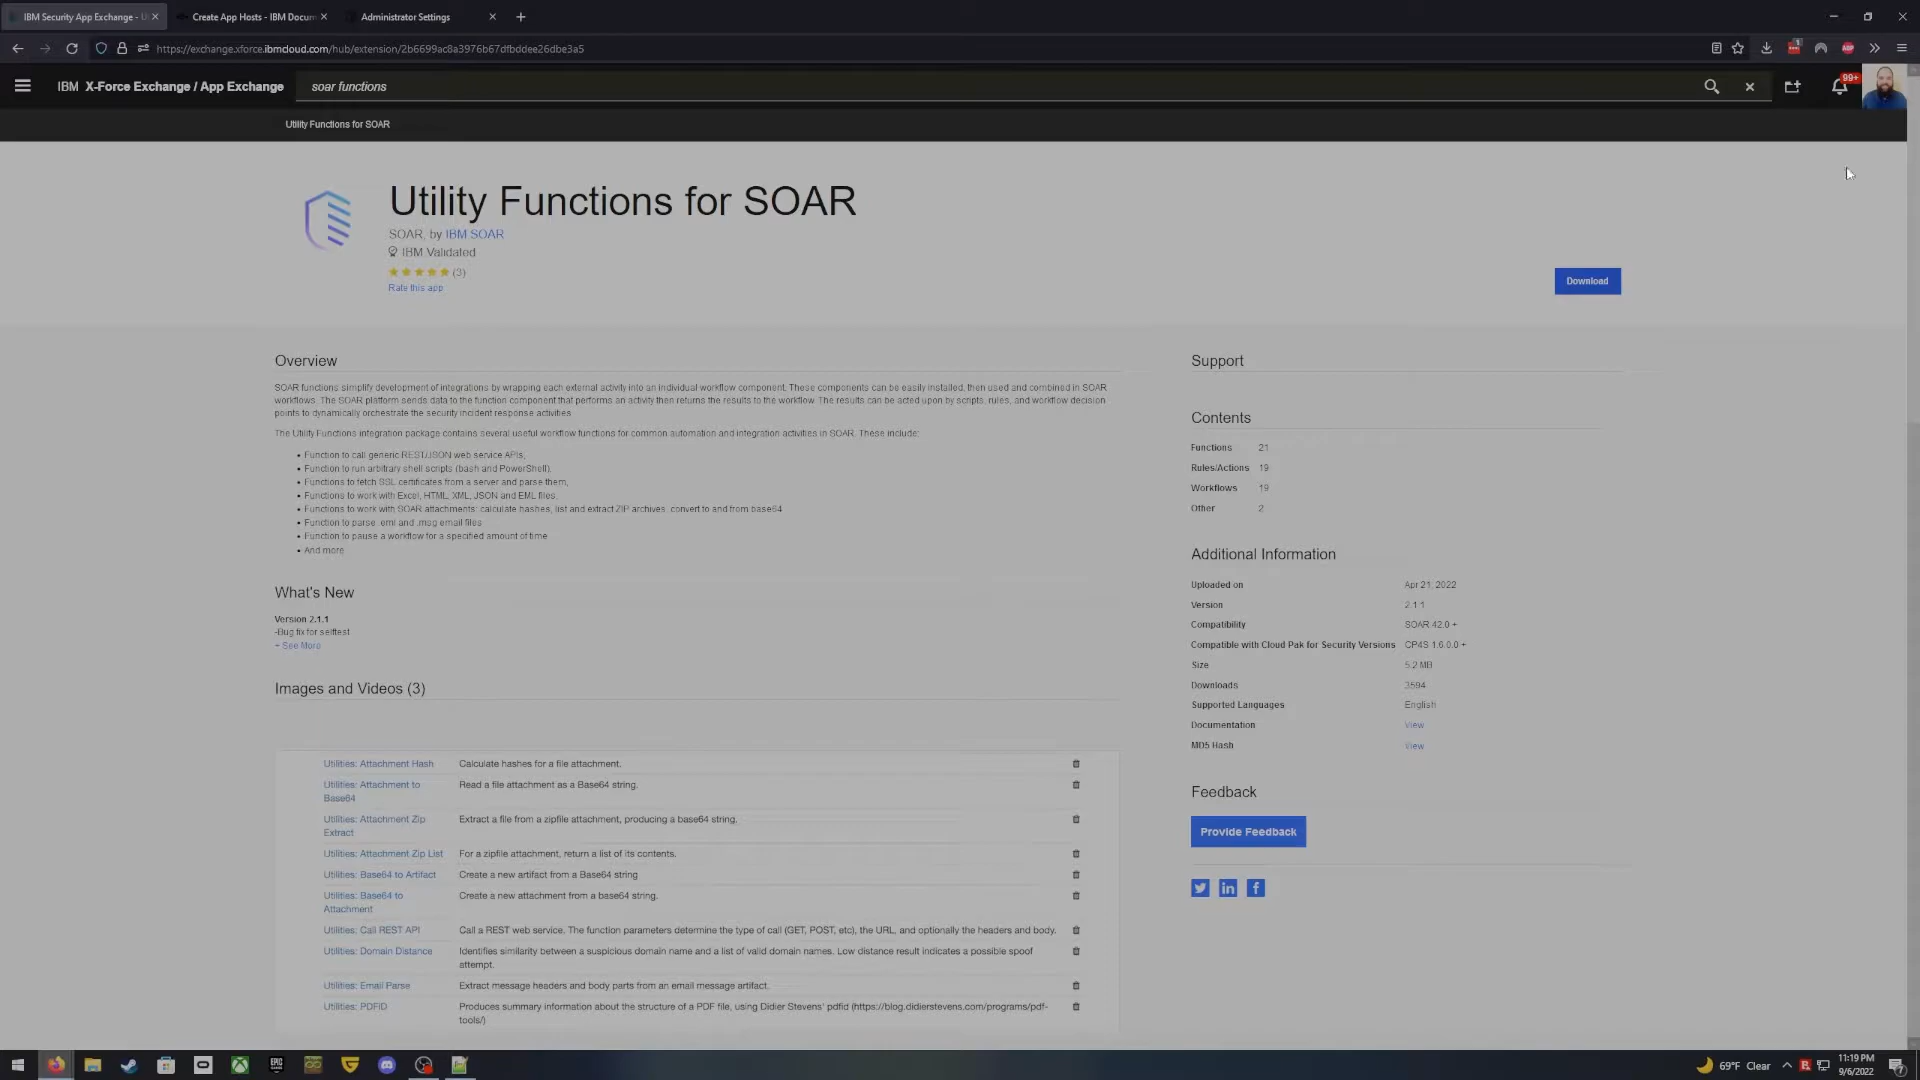 IBM Security App Exchange - U
Create App Hosts - IBM Docum
Administrator Settings
https://exchange.xforce.ibmcloud.com/hub/extension/2b6699ac8a3976b67dfbddee26dbe3a5
IBM X-Force Exchange / App Exchange
soar functions
99+
Utility Functions for SOAR
Utility Functions for SOAR
SOAR, by IBM SOAR
IBM Validated
(3)
Rate this app
Download
Overview
SOAR functions simplify development of integrations by wrapping each external activity into an individual workflow component. These components can be easily installed, then used and combined in SOAR
workflows. The SOAR platform sends data to the function component that performs an activity then returns the results to the workflow. The results can be acted upon by scripts, rules, and workflow decision
points to dynamically orchestrate the security incident response activities
The Utility Functions integration package contains several useful workflow functions for common automation and integration activities in SOAR. These include:
• Function to call generic REST/JSON web service APIs,
• Function to run arbitrary shell scripts (bash and PowerShell),
• Functions to fetch SSL certificates from a server and parse them,
• Functions to work with Excel, HTML, XML, JSON and EML files,
• Functions to work with SOAR attachments: calculate hashes, list and extract ZIP archives, convert to and from base64
• Function to parse .eml and .msg email files
• Function to pause a workflow for a specified amount of time
• And more
What's New
Version 2.1.1
-Bug fix for selftest
+ See More
Images and Videos (3)
Utilities: Attachment Hash Calculate hashes for a file attachment.
Utilities: Attachment to Read a file attachment as a Base64 string.
Base64
Utilities: Attachment Zip Extract a file from a zipfile attachment, producing a base64 string.
Extract
Utilities: Attachment Zip List For a zipfile attachment, return a list of its contents.
Utilities: Base64 to Artifact Create a new artifact from a Base64 string
Utilities: Base64 to Create a new attachment from a base64 string.
Attachment
Utilities: Call REST API Call a REST web service. The function parameters determine the type of call (GET, POST, etc), the URL, and optionally the headers and body.
Utilities: Domain Distance Identifies similarity between a suspicious domain name and a list of valid domain names. Low distance result indicates a possible spoof
attempt.
Utilities: Email Parse Extract message headers and body parts from an email message artifact.
Utilities: PDFiD Produces summary information about the structure of a PDF file, using Didier Stevens' pdfid (https://blog.didierstevens.com/programs/pdf-
tools/)
Support
Contents
Functions 21
Rules/Actions 19
Workflows 19
Other 2
Additional Information
Uploaded on Apr 21, 2022
Version 2.1.1
Compatibility SOAR 42.0 +
Compatible with Cloud Pak for Security Versions CP4S 1.6.0.0 +
Size 5.2 MB
Downloads 3594
Supported Languages English
Documentation View
MD5 Hash View
Feedback
Provide Feedback
69°F Clear
11:19 PM
9/6/2022